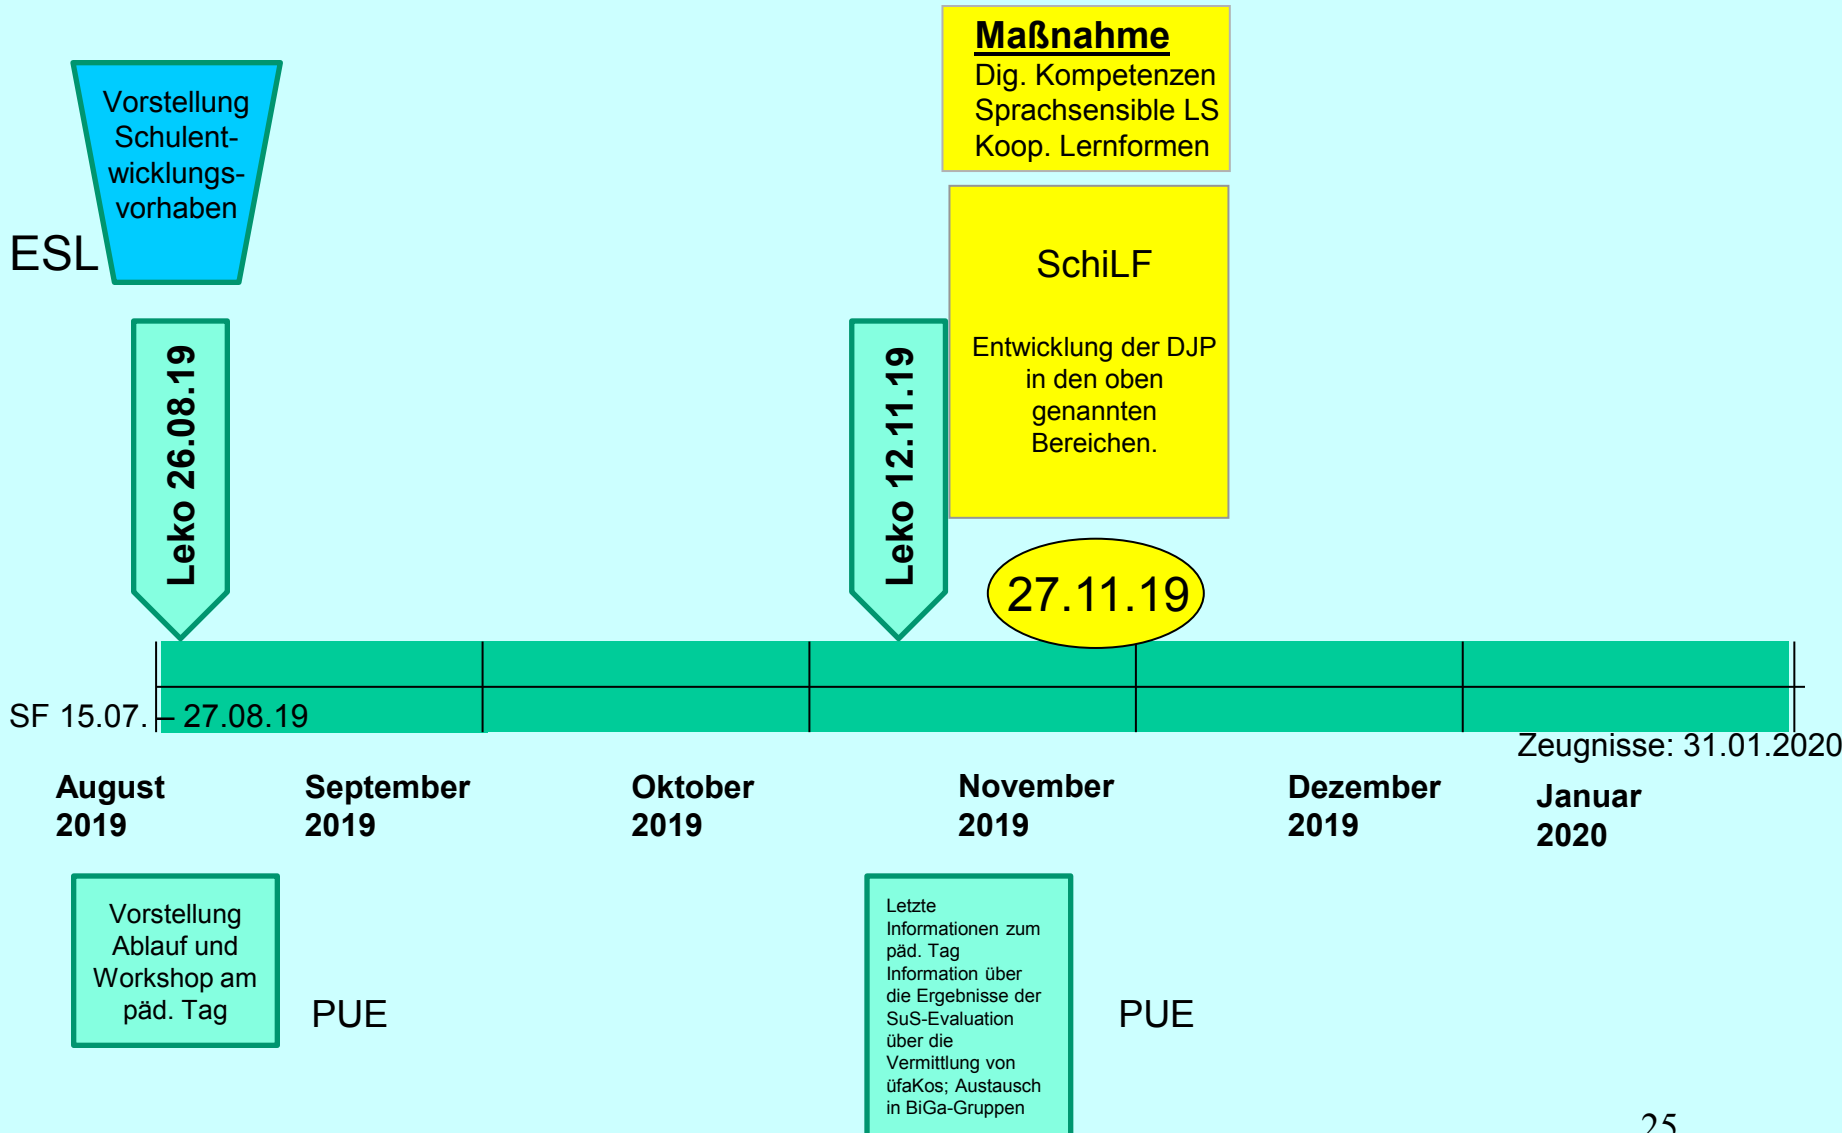 Maßnahme
Dig. Kompetenzen
Sprachsensible LS
Koop. Lernformen
Vorstellung
Schulent-
wicklungs-
vorhaben
ESL
SchiLF
Entwicklung der DJP
in den oben
genannten
Bereichen.
Leko 26.08.19
Leko 12.11.19
27.11.19
SF 15.07. – 27.08.19
Zeugnisse: 31.01.2020
August
2019
September
2019
Oktober
2019
November
2019
Dezember
2019
Januar
2020
Vorstellung
Ablauf und
Workshop am
päd. Tag
PUE
Letzte
Informationen zum
päd. Tag
Information über
die Ergebnisse der
SuS-Evaluation
über die
Vermittlung von
üfaKos; Austausch
in BiGa-Gruppen
PUE
25